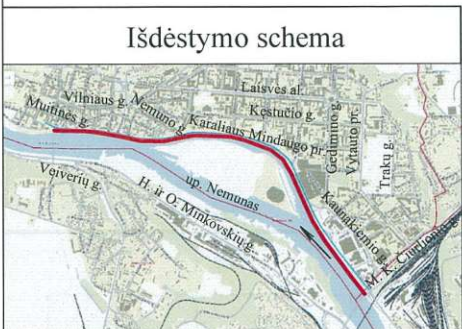 Išdėstymo schema
Laisvės al.
Vilniaus g.
Kęstučio g.
Muitinės g.
Nemuno g.
Karaliaus Mindaugo pr.
Gedimino g.
Vytauto pr.
Trakų g.
Veiverių g.
up. Nemunas
H. ir O. Minkovskių g.
Kaunakiemio g.
M. K. Čiurlionio g.